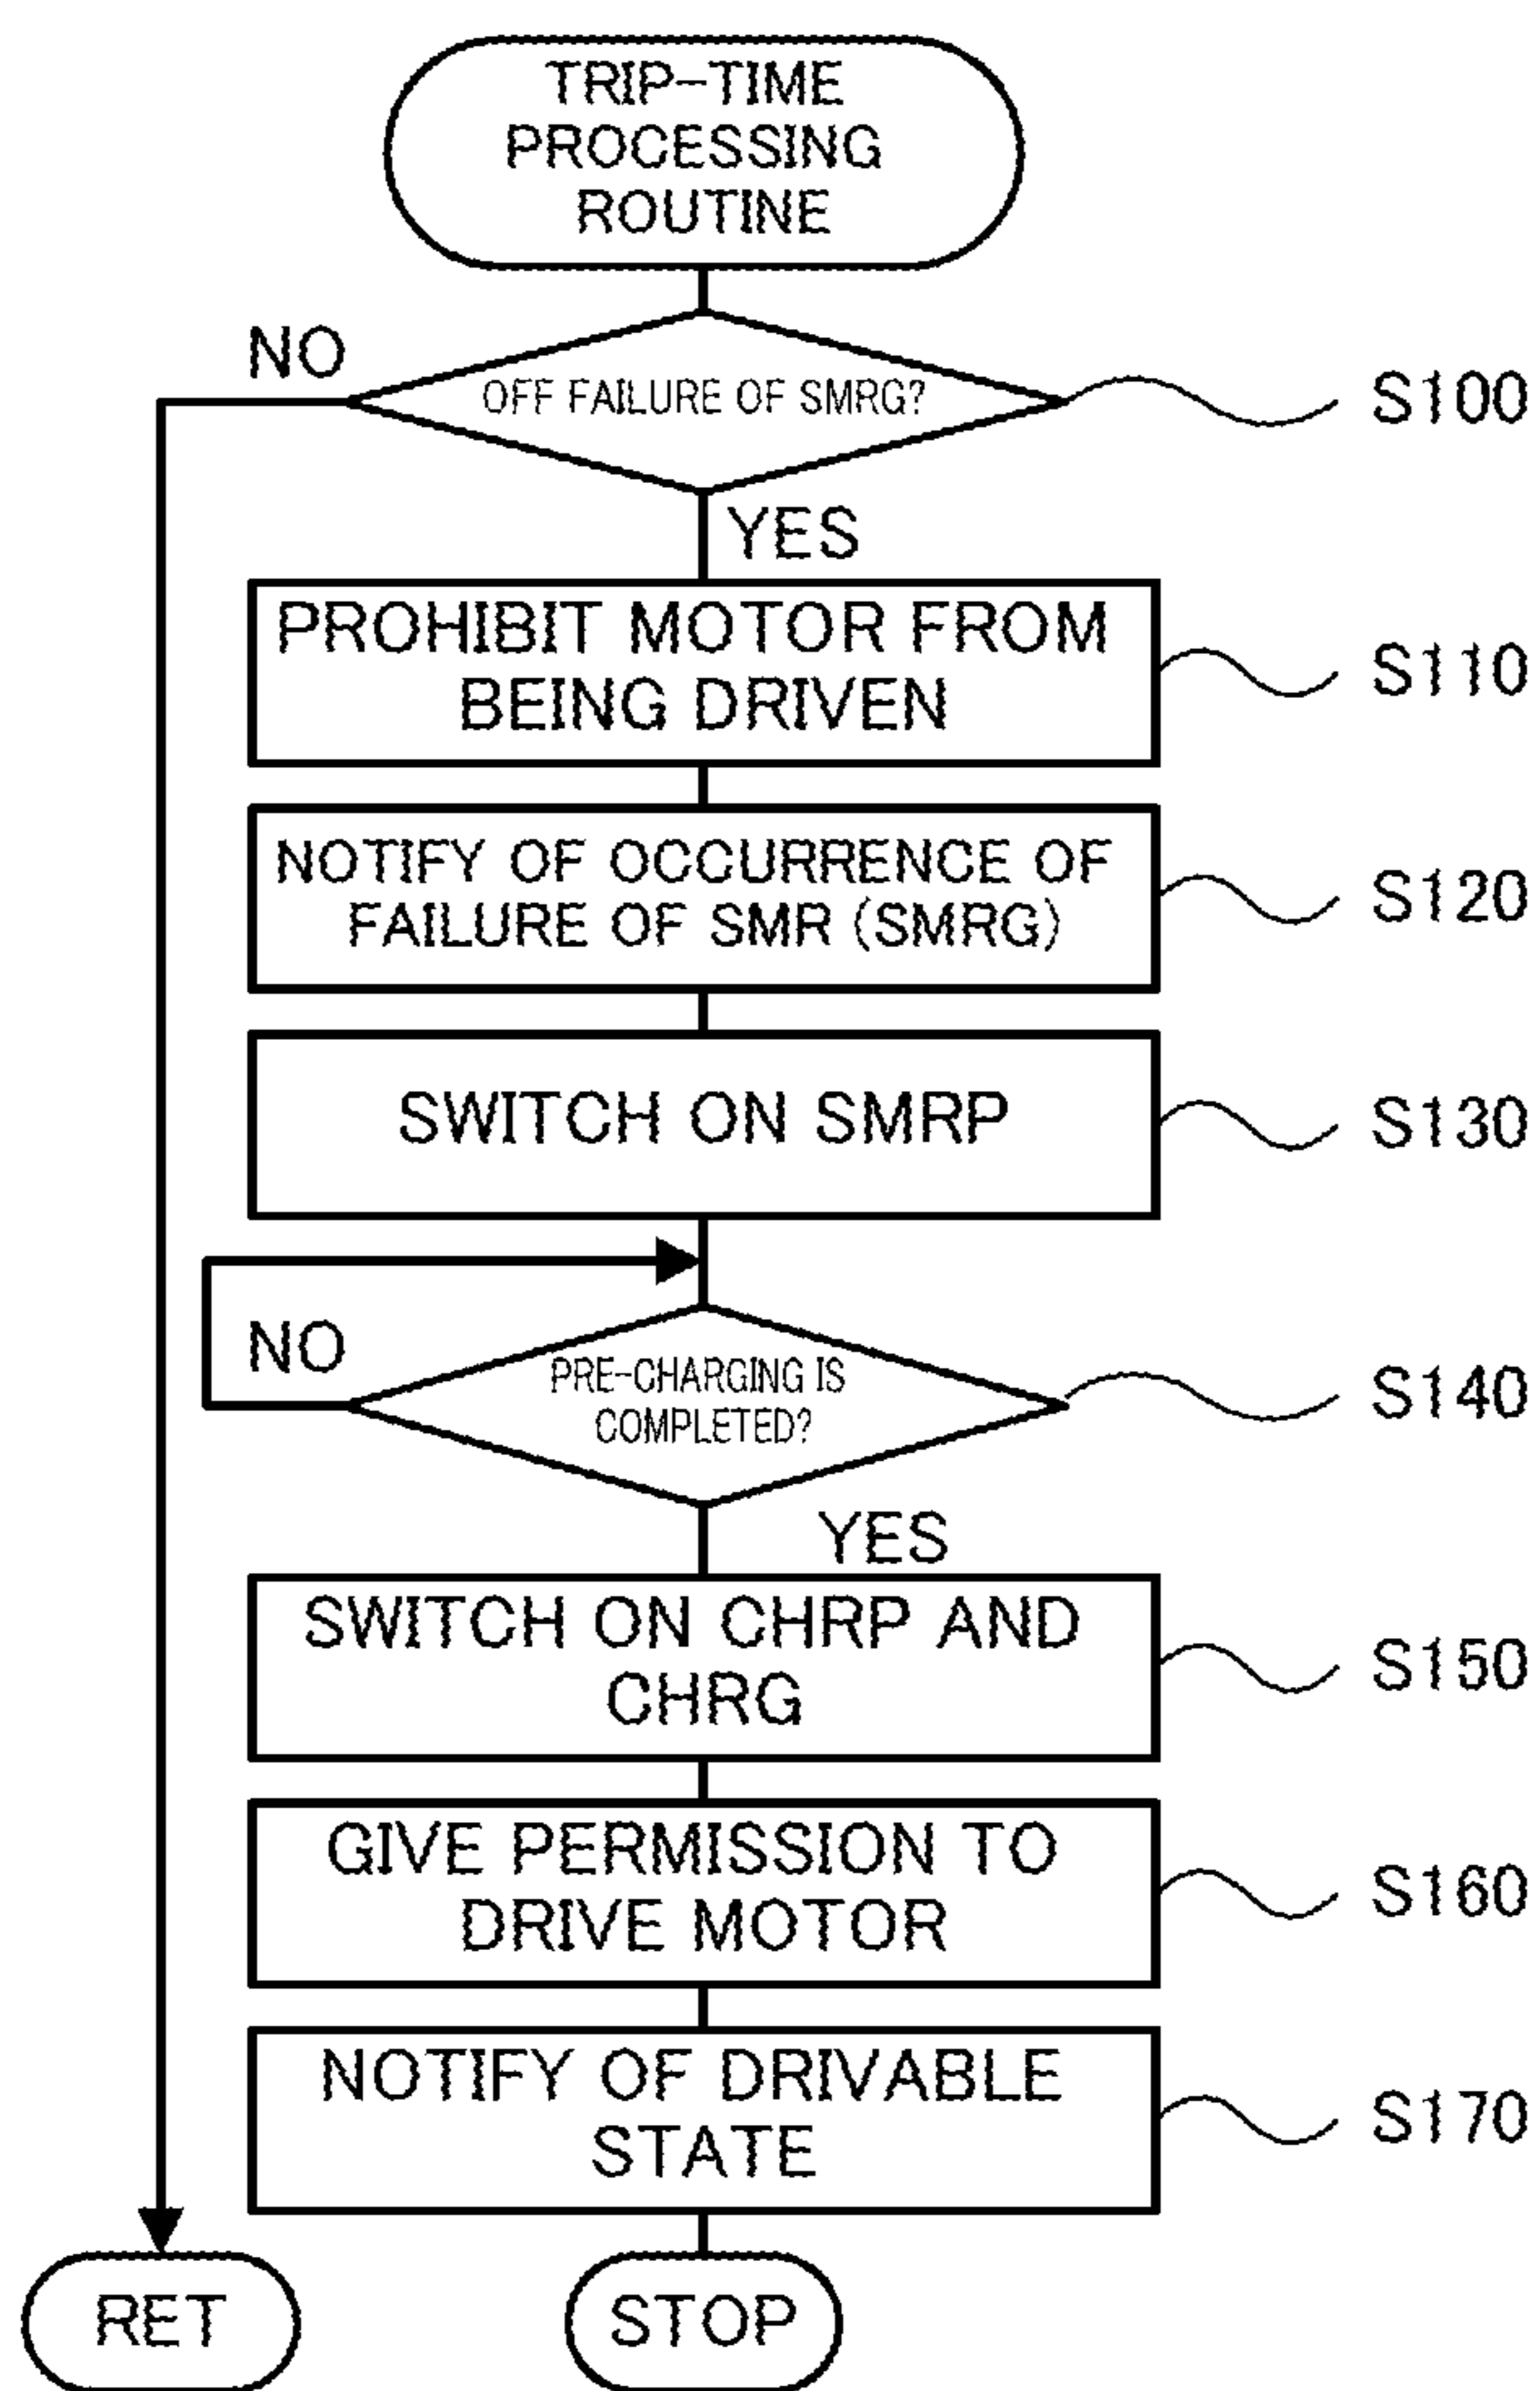 TRIP-TIME
PROCESSING
ROUTINE
NO
OFF FAILURE OF SMRG?
S100
YES
PROHIBIT MOTOR FROM
BEING DRIVEN
S110
NOTIFY OF OCCURRENCE OF
FAILURE OF SMR (SMRG)
S120
SWITCH ON SMRP
S130
NO
PRE-CHARGING IS
COMPLETED?
S140
YES
SWITCH ON CHRP AND
CHRG
S150
GIVE PERMISSION TO
DRIVE MOTOR
S160
NOTIFY OF DRIVABLE
STATE
S170
RET
STOP